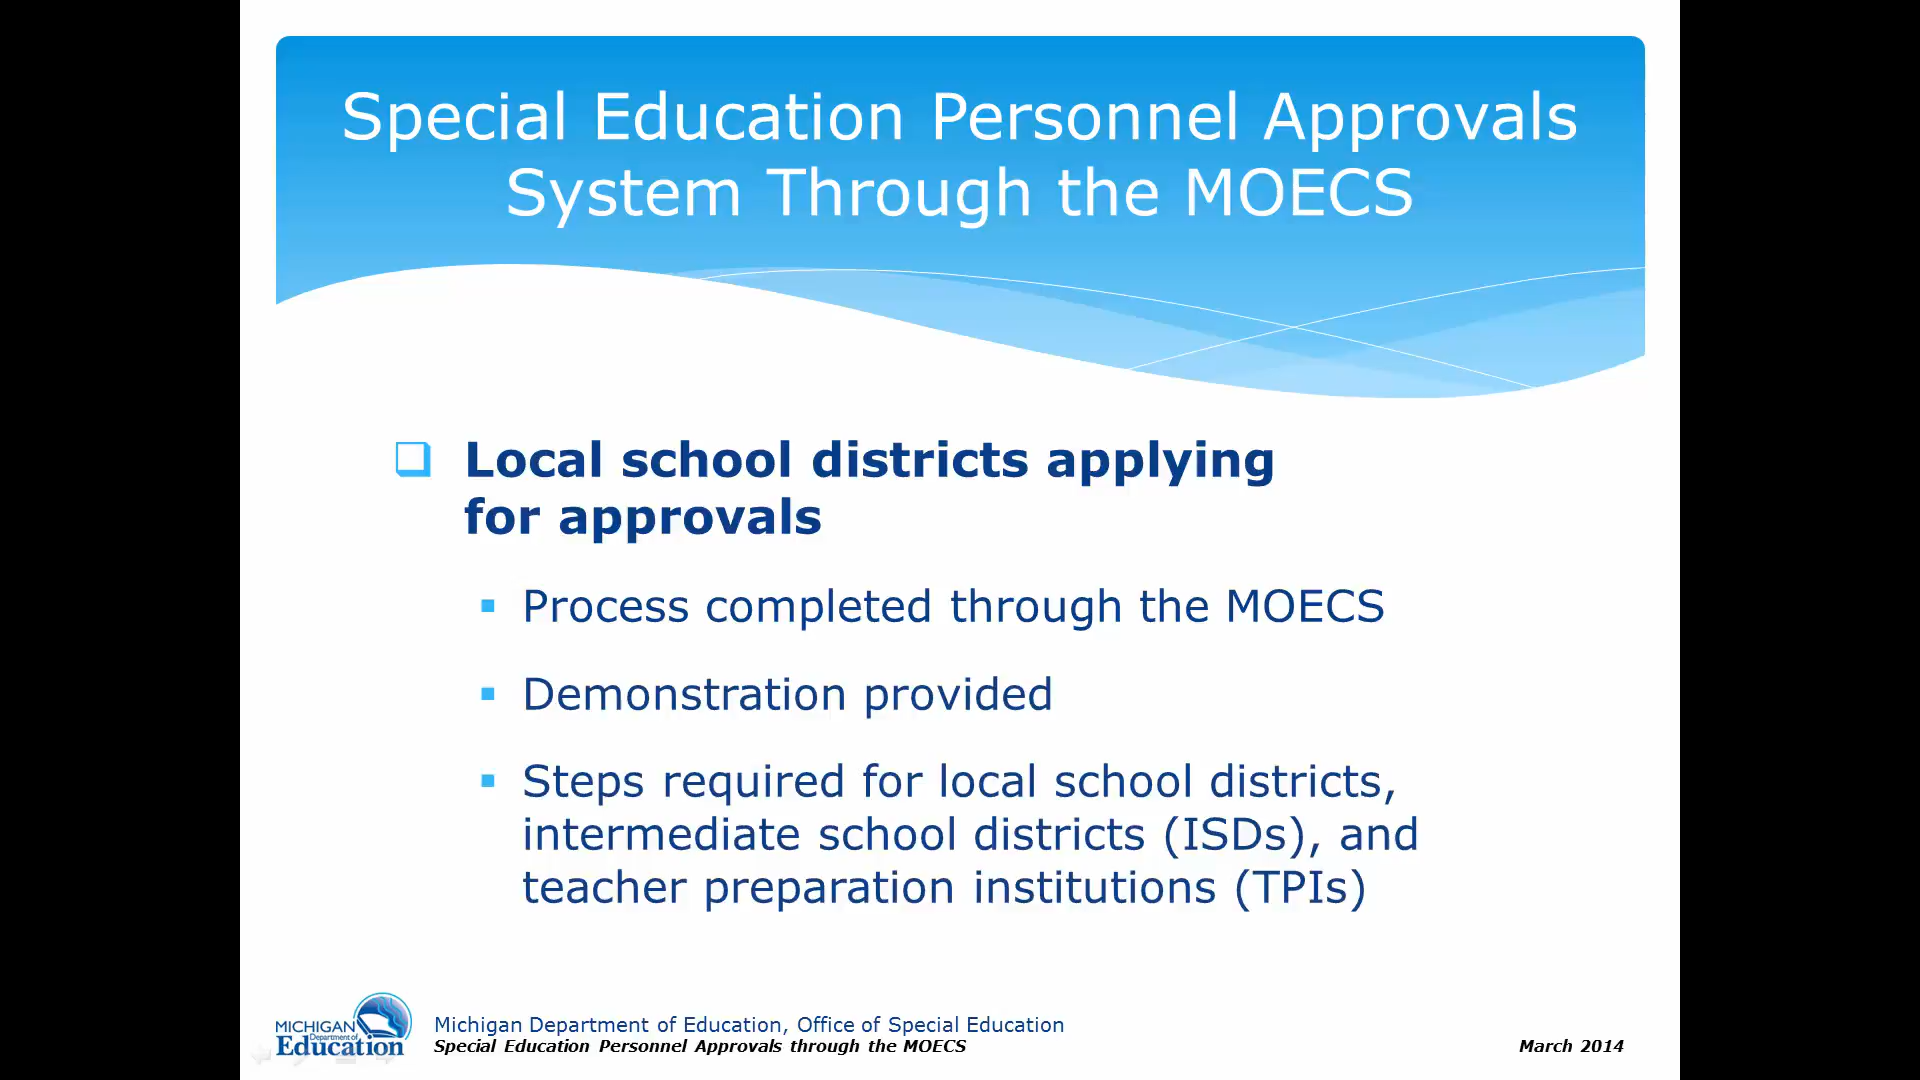 Special Education Personnel Approvals
System Through the MOECS
Local school districts applying
for approvals
Process completed through the MOECS
Demonstration provided
Steps required for local school districts,
intermediate school districts (ISDs), and
teacher preparation institutions (TPIs)
MICHIGAN
Department of
Education
Michigan Department of Education, Office of Special Education
Special Education Personnel Approvals through the MOECS
March 2014